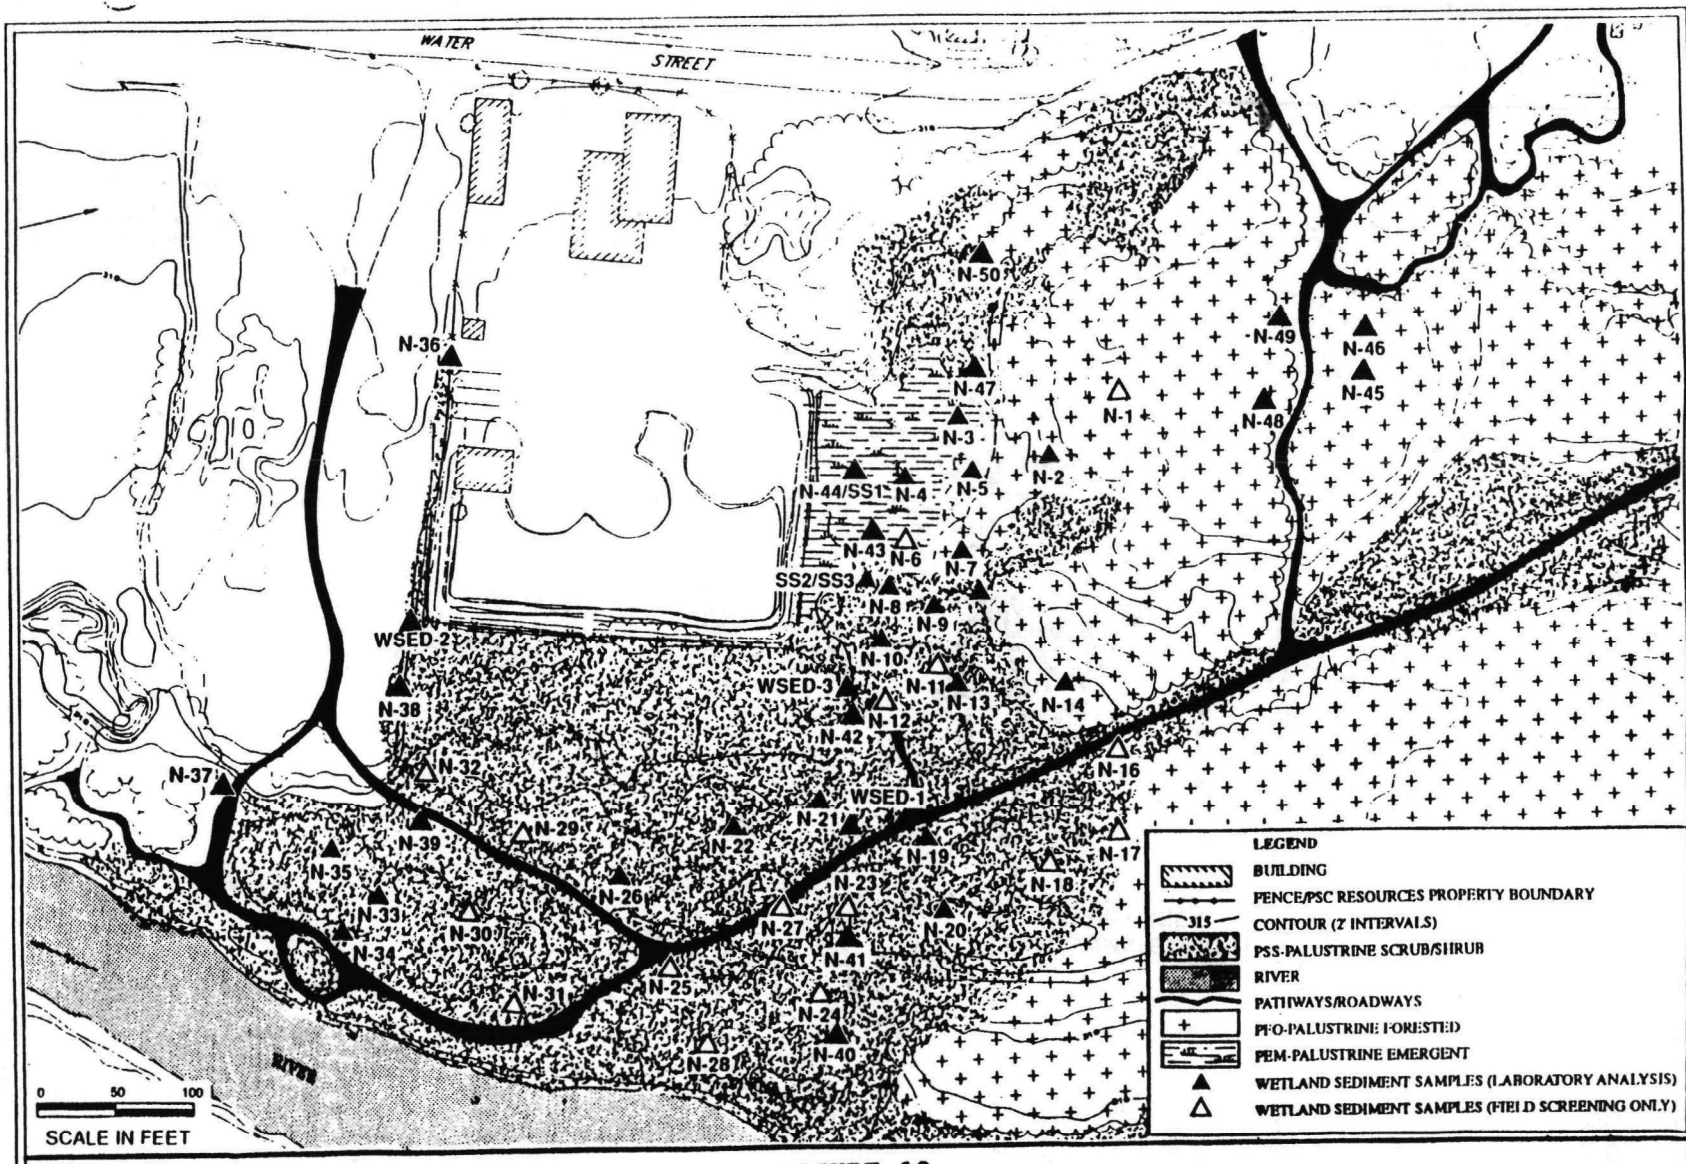 WATER
STREET
310
310
N-50
N-36
N-49
N-46
N-47
N-45
N-1
N-48
N-3
N-2
N-44/SS1
N-4
N-5
N-43
N-6
N-7
SS2/SS3
N-8
N-9
WSED-2
N-10
WSED-3
N-11
N-13
N-14
N-38
N-12
N-42
N-37
N-32
N-16
WSED-1
N-29
N-21
N-39
N-22
N-19
N-17
N-35
N-26
N-23
N-18
N-33
N-30
N-27
N-20
N-34
N-41
N-25
N-31
N-24
N-40
N-28
RIVER
0 50 100
SCALE IN FEET
LEGEND
BUILDING
FENCE/PSC RESOURCES PROPERTY BOUNDARY
315 CONTOUR (2' INTERVALS)
PSS-PALUSTRINE SCRUB/SHRUB
RIVER
PATHWAYS/ROADWAYS
PFO-PALUSTRINE FORESTED
PEM-PALUSTRINE EMERGENT
WETLAND SEDIMENT SAMPLES (LABORATORY ANALYSIS)
WETLAND SEDIMENT SAMPLES (FIELD SCREENING ONLY)